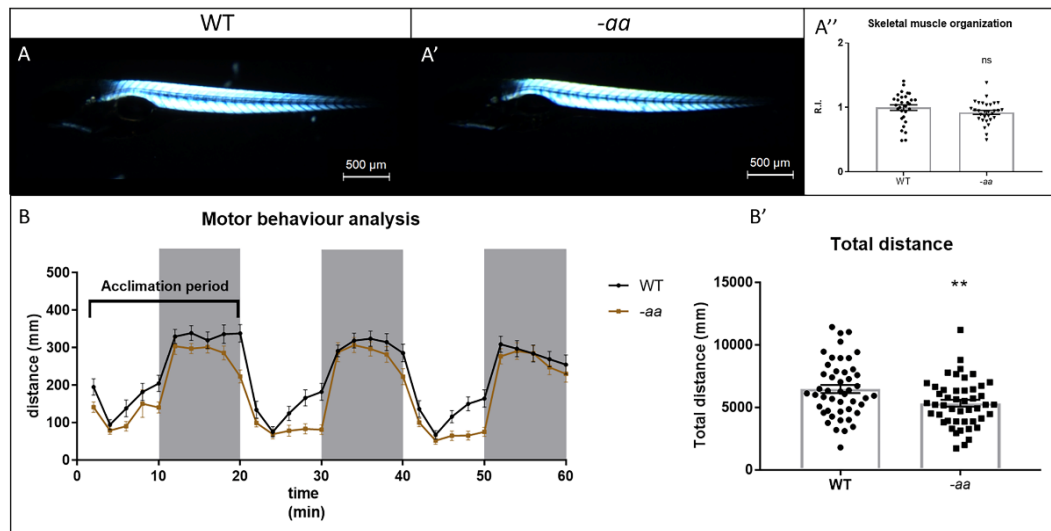 WT
-aa
A
A’
500 µm
500 µm
A’’
Skeletal muscle organization
ns
R.I.
2
1
0
WT
-aa
B
Motor behaviour analysis
distance (mm)
500
400
300
200
100
0
Acclimation period
WT
-aa
0 10 20 30 40 50 60
time
(min)
B’
Total distance
**
Total distance (mm)
15000
10000
5000
0
WT
-aa